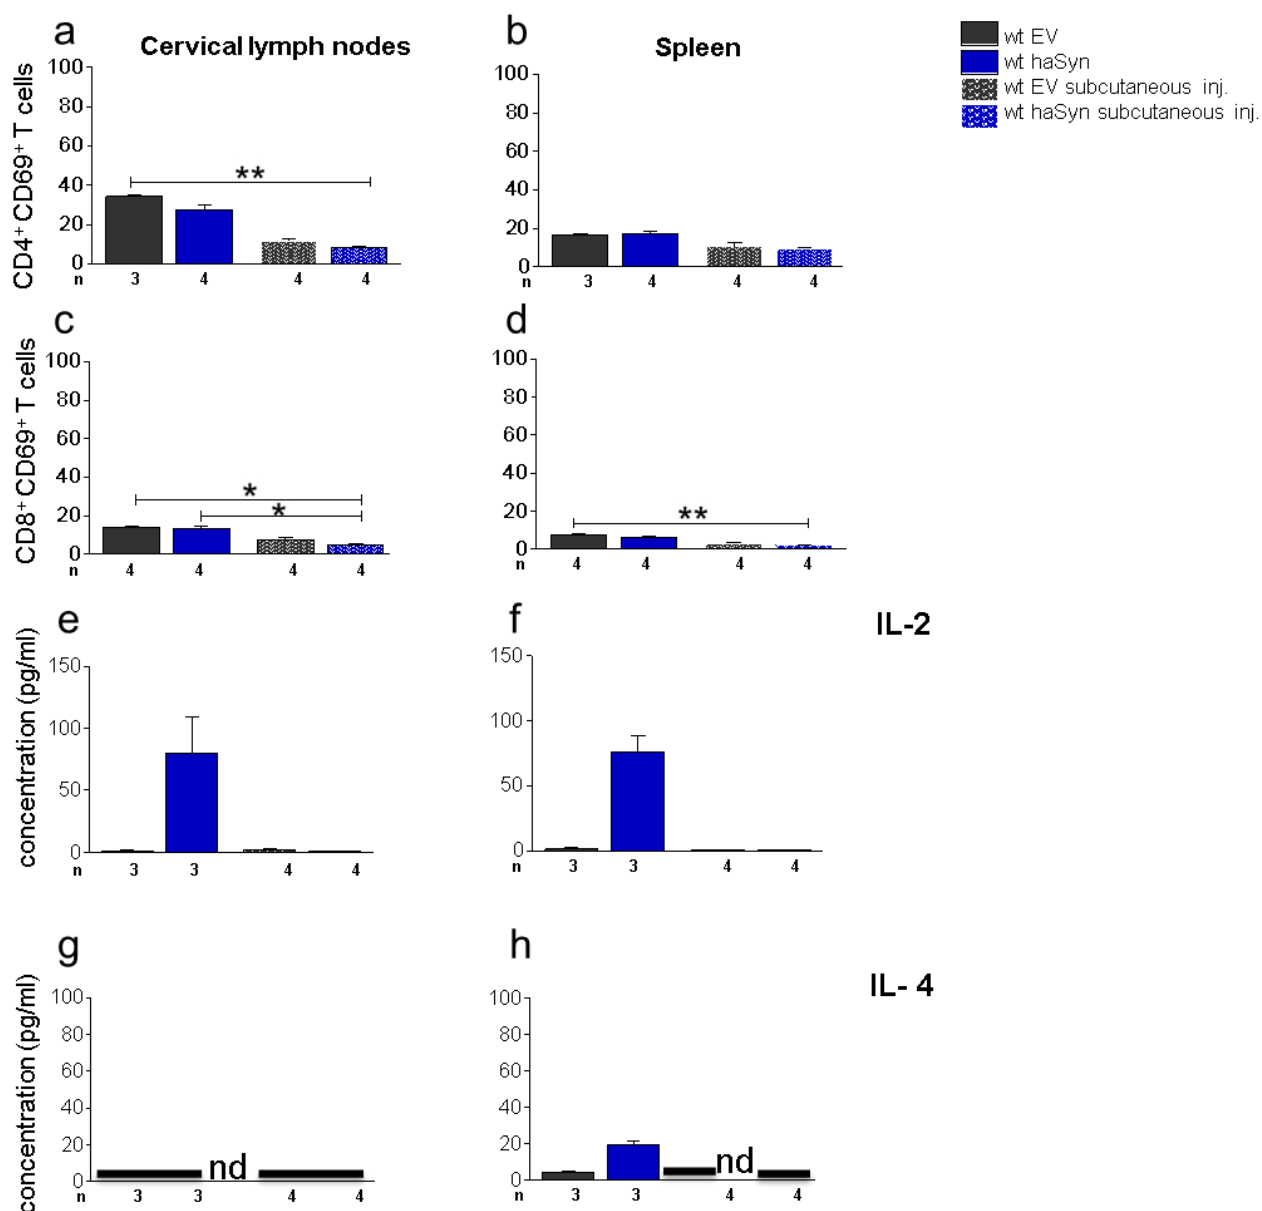 a
Cervical lymph nodes
b
Spleen
wt EV
wt haSyn
wt EV subcutaneous inj.
wt haSyn subcutaneous inj.
CD4+ CD69+ T cells
100
80
60
40
20
0
**
n 3 4 4 4
100
80
60
40
20
0
n 3 4 4 4
c
d
CD8+ CD69+ T cells
100
80
60
40
20
0
*
*
n 4 4 4 4
100
80
60
40
20
0
**
n 4 4 4 4
e
f
IL-2
concentration (pg/ml)
150
100
50
0
n 3 3 4 4
150
100
50
0
n 3 3 4 4
g
h
IL- 4
concentration (pg/ml)
100
80
60
40
20
0
nd
n 3 3 4 4
100
80
60
40
20
0
nd
n 3 3 4 4